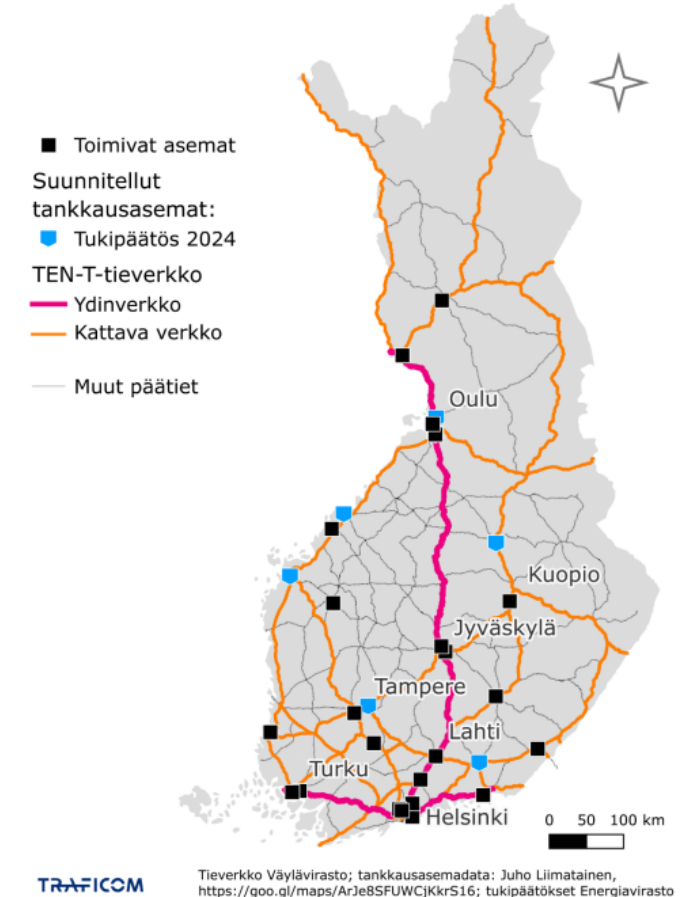 Toimivat asemat
Suunnitellut
tankkausasemat:
Tukipäätös 2024
TEN-T-tieverkko
Ydinverkko
Kattava verkko
Muut päätiet
Oulu
Kuopio
Jyväskylä
Tampere
Lahti
Turku
Helsinki
0 50 100 km
TRAFICOM
Tieverkko Väylävirasto; tankkausasemadata: Juho Liimatainen,
https://goo.gl/maps/ArJe8SFUWCjKkrS16; tukipäätökset Energiavirasto